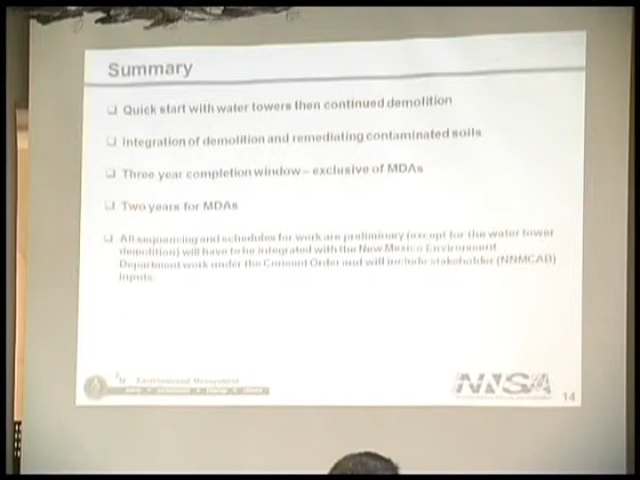 Summary
❑ Quick start with water towers then continued demolition
❑ Integration of demolition and remediating contaminated soils
❑ Three year completion window – exclusive of MDAs
❑ Two years for MDAs
❑ All sequencing and schedules for work are preliminary (except for the water tower
demolition) will have to be integrated with the New Mexico Environment
Department work under the Consent Order and will include stakeholder (NNMCAB)
inputs.
Environmental Management
NNSA
14